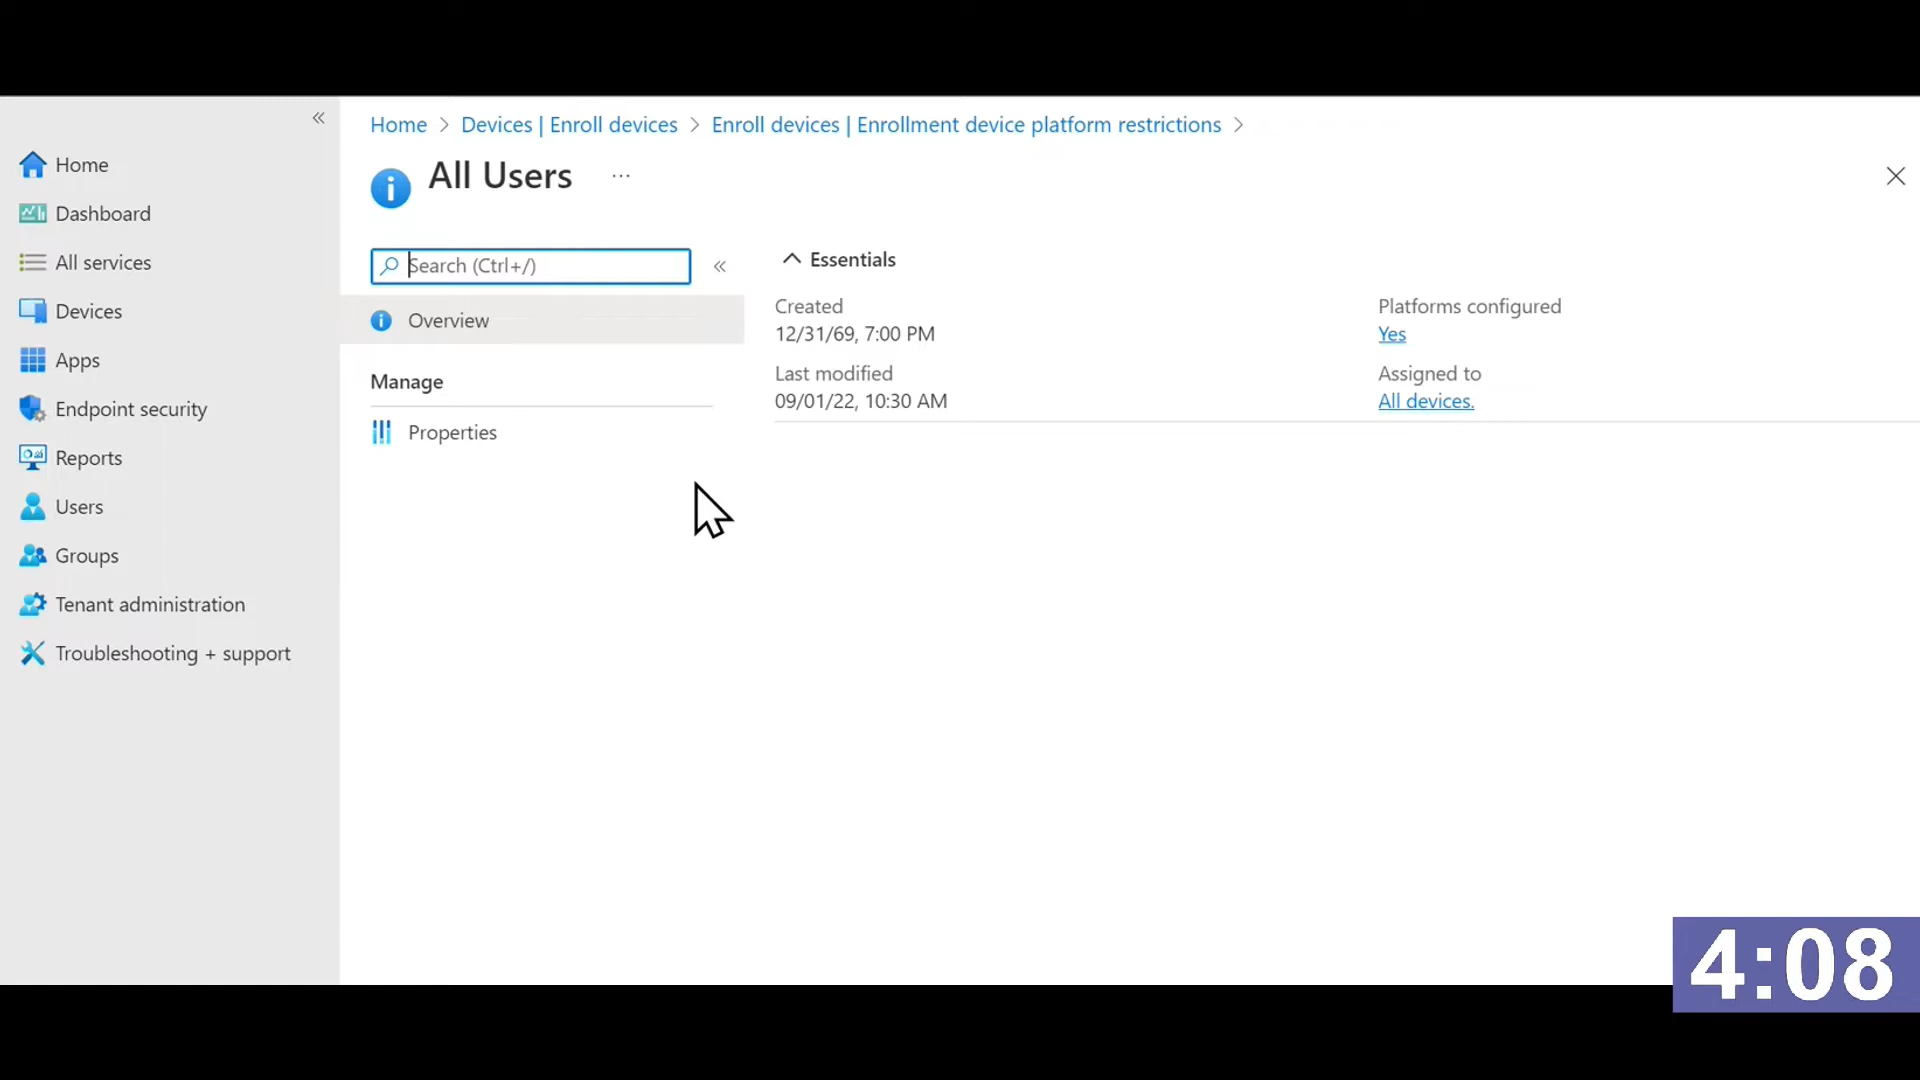 Home > Devices | Enroll devices > Enroll devices | Enrollment device platform restrictions >
Home
Dashboard
All services
Devices
Apps
Endpoint security
Reports
Users
Groups
Tenant administration
Troubleshooting + support
All Users ...
Search (Ctrl+/)
Overview
Manage
Properties
Essentials
Created
12/31/69, 7:00 PM
Last modified
09/01/22, 10:30 AM
Platforms configured
Yes
Assigned to
All devices.
4:08